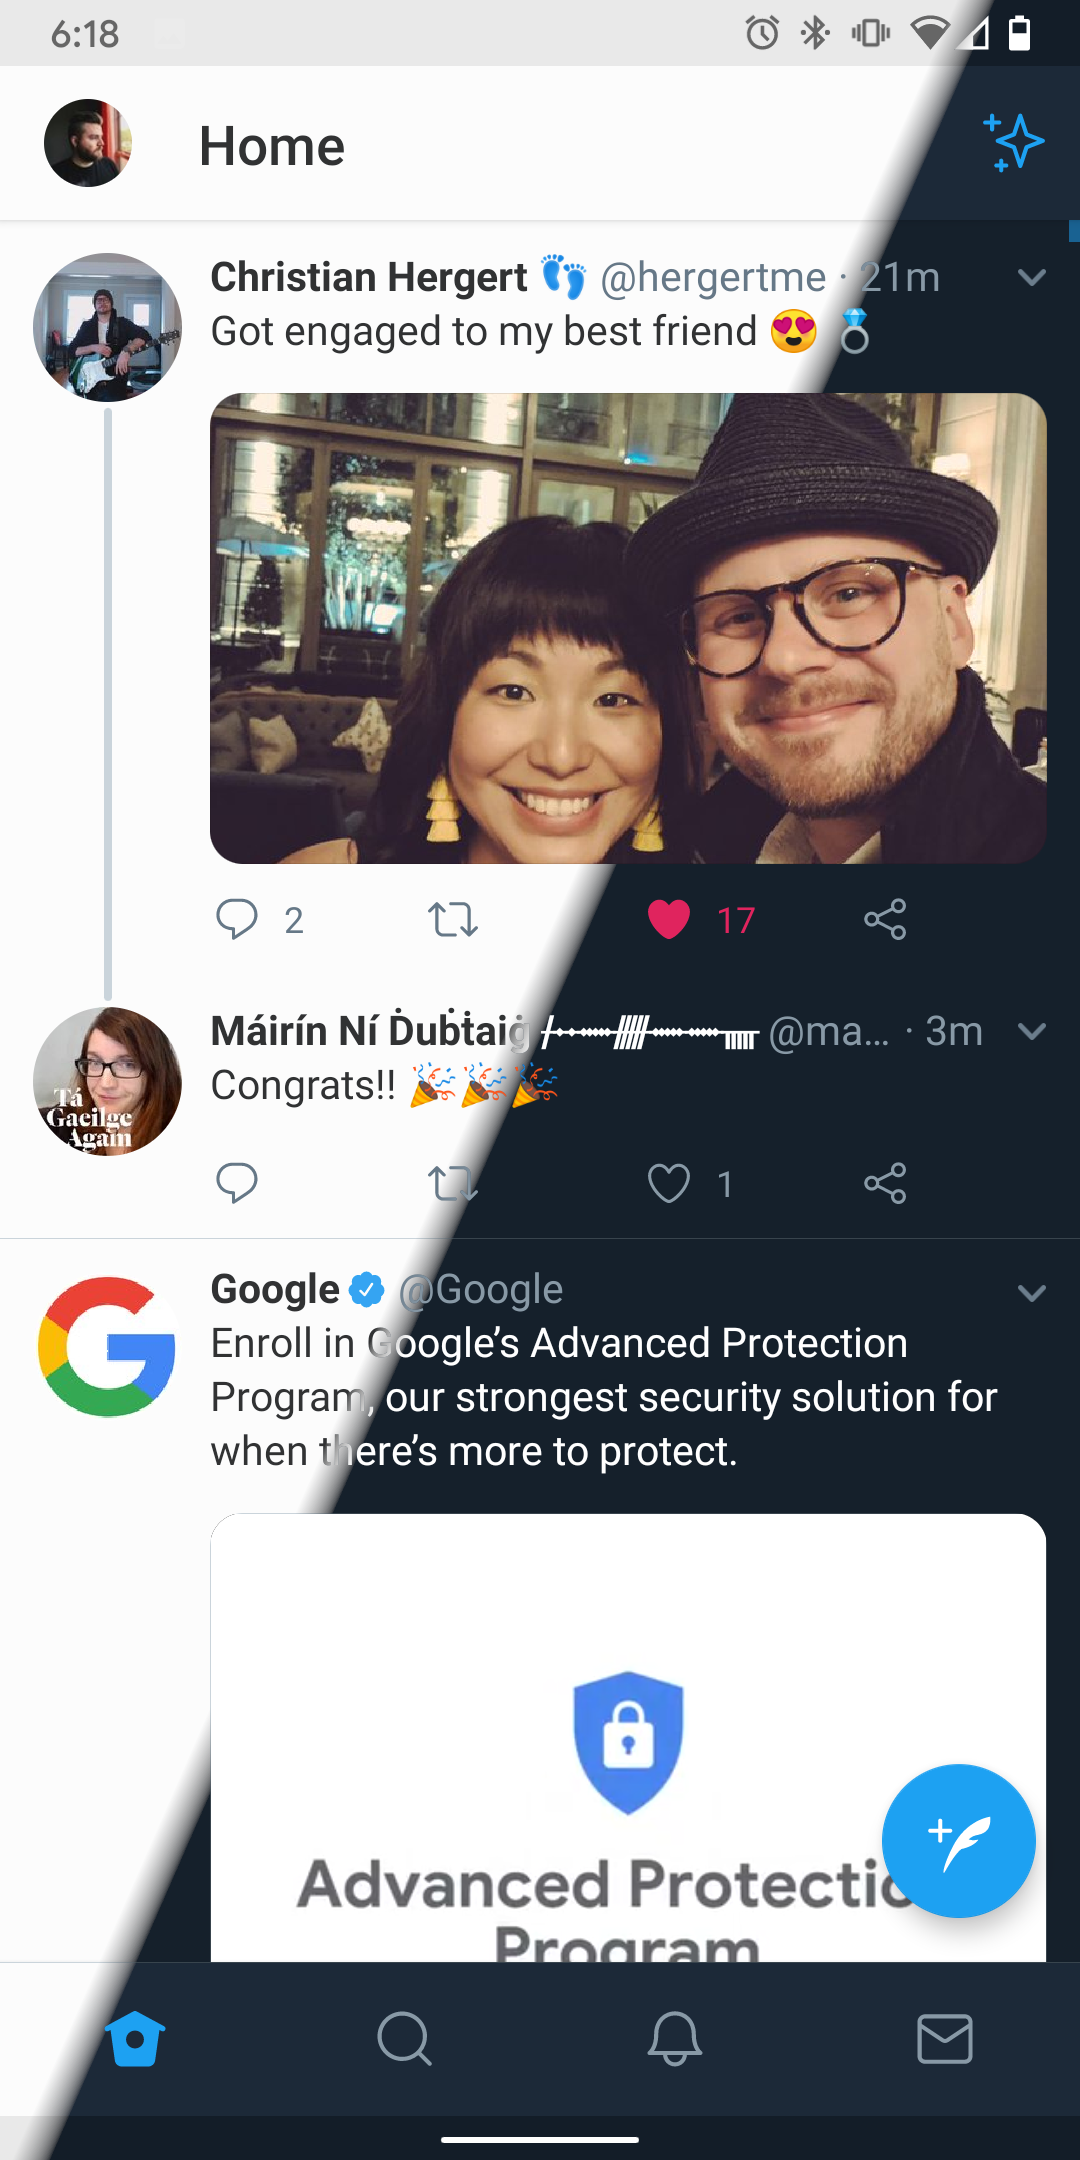 6:18
Home
Christian Hergert 👣 @hergertme · 21m
Got engaged to my best friend 😍 💍
2 17
Máirín Ní Ḋuḃṫaiġ @ma… · 3m
Congrats!! 🎉🎉🎉
Tá
Gaeilge
Again
1
Google @Google
Enroll in Google’s Advanced Protection
Program, our strongest security solution for
when there’s more to protect.
Advanced Protectio
Program